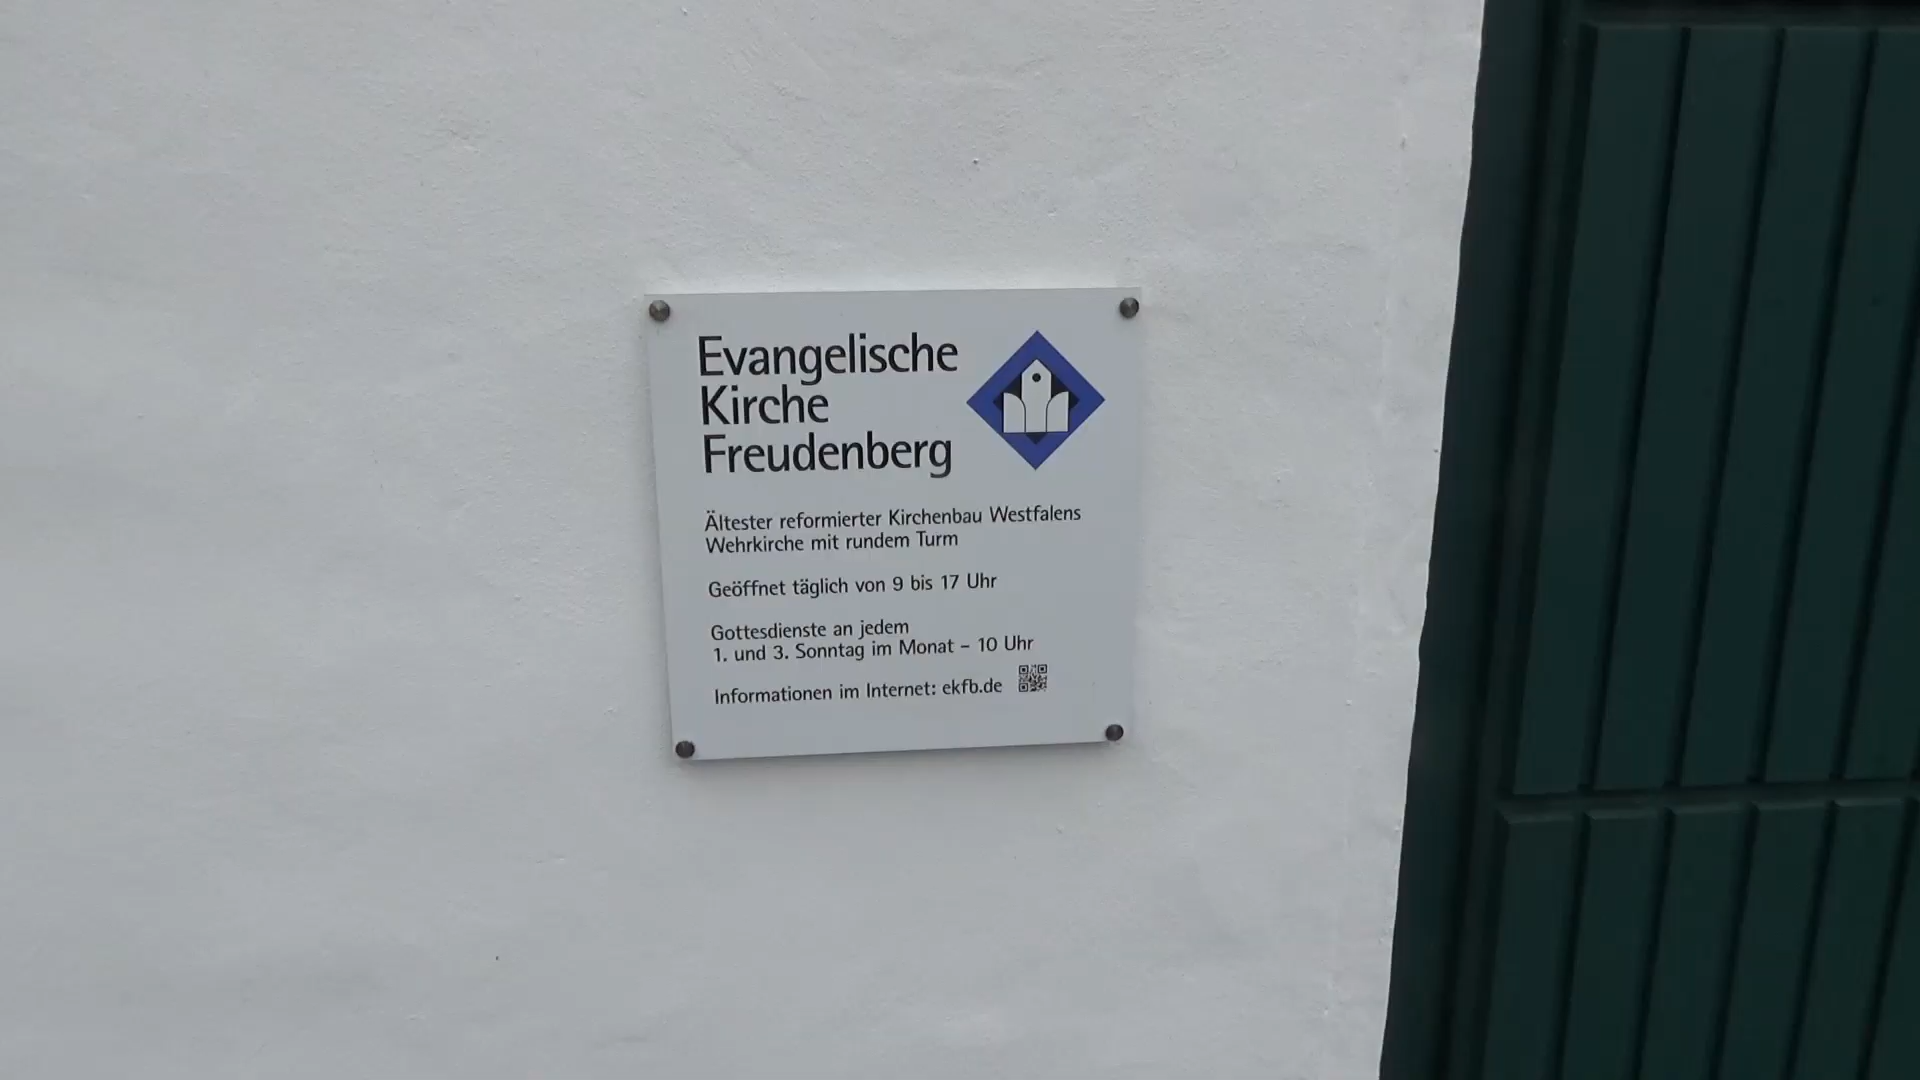 Evangelische
Kirche
Freudenberg
Ältester reformierter Kirchenbau Westfalens
Wehrkirche mit rundem Turm
Geöffnet täglich von 9 bis 17 Uhr
Gottesdienste an jedem
1. und 3. Sonntag im Monat – 10 Uhr
Informationen im Internet: ekfb.de